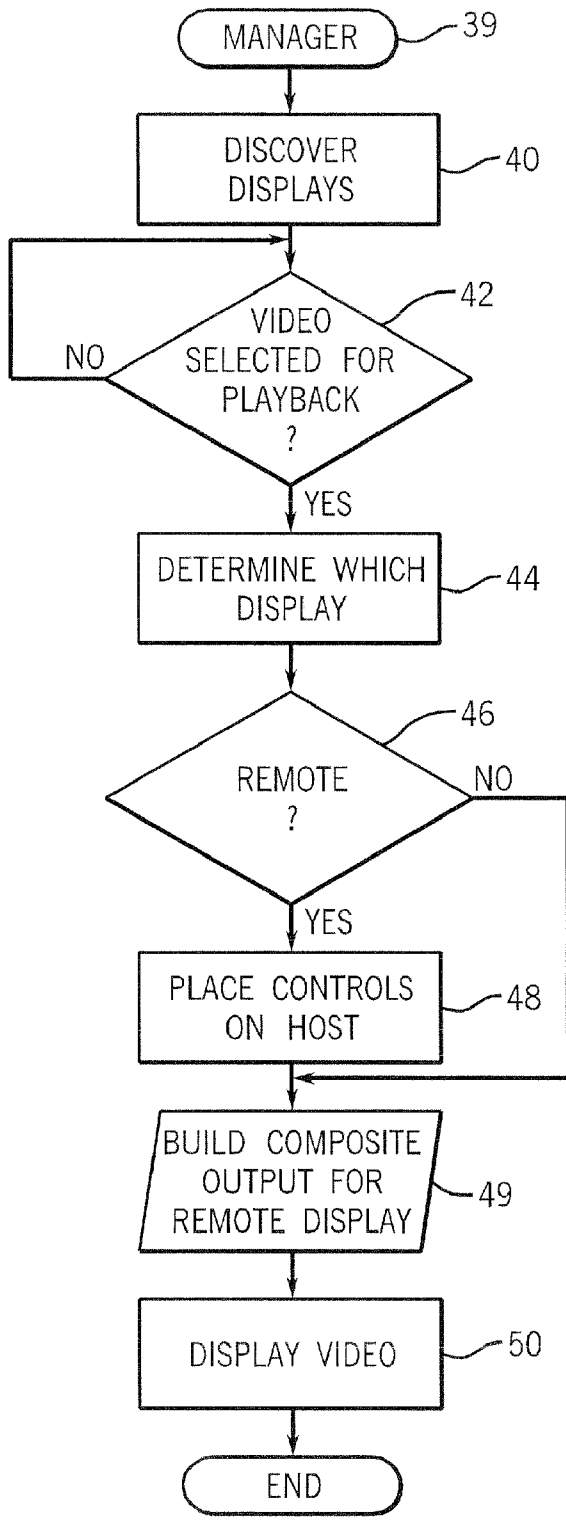 MANAGER
39
DISCOVER
DISPLAYS
40
VIDEO
SELECTED FOR
PLAYBACK
?
42
NO
YES
DETERMINE WHICH
DISPLAY
44
REMOTE
?
46
NO
YES
PLACE CONTROLS
ON HOST
48
BUILD COMPOSITE
OUTPUT FOR
REMOTE DISPLAY
49
DISPLAY VIDEO
50
END